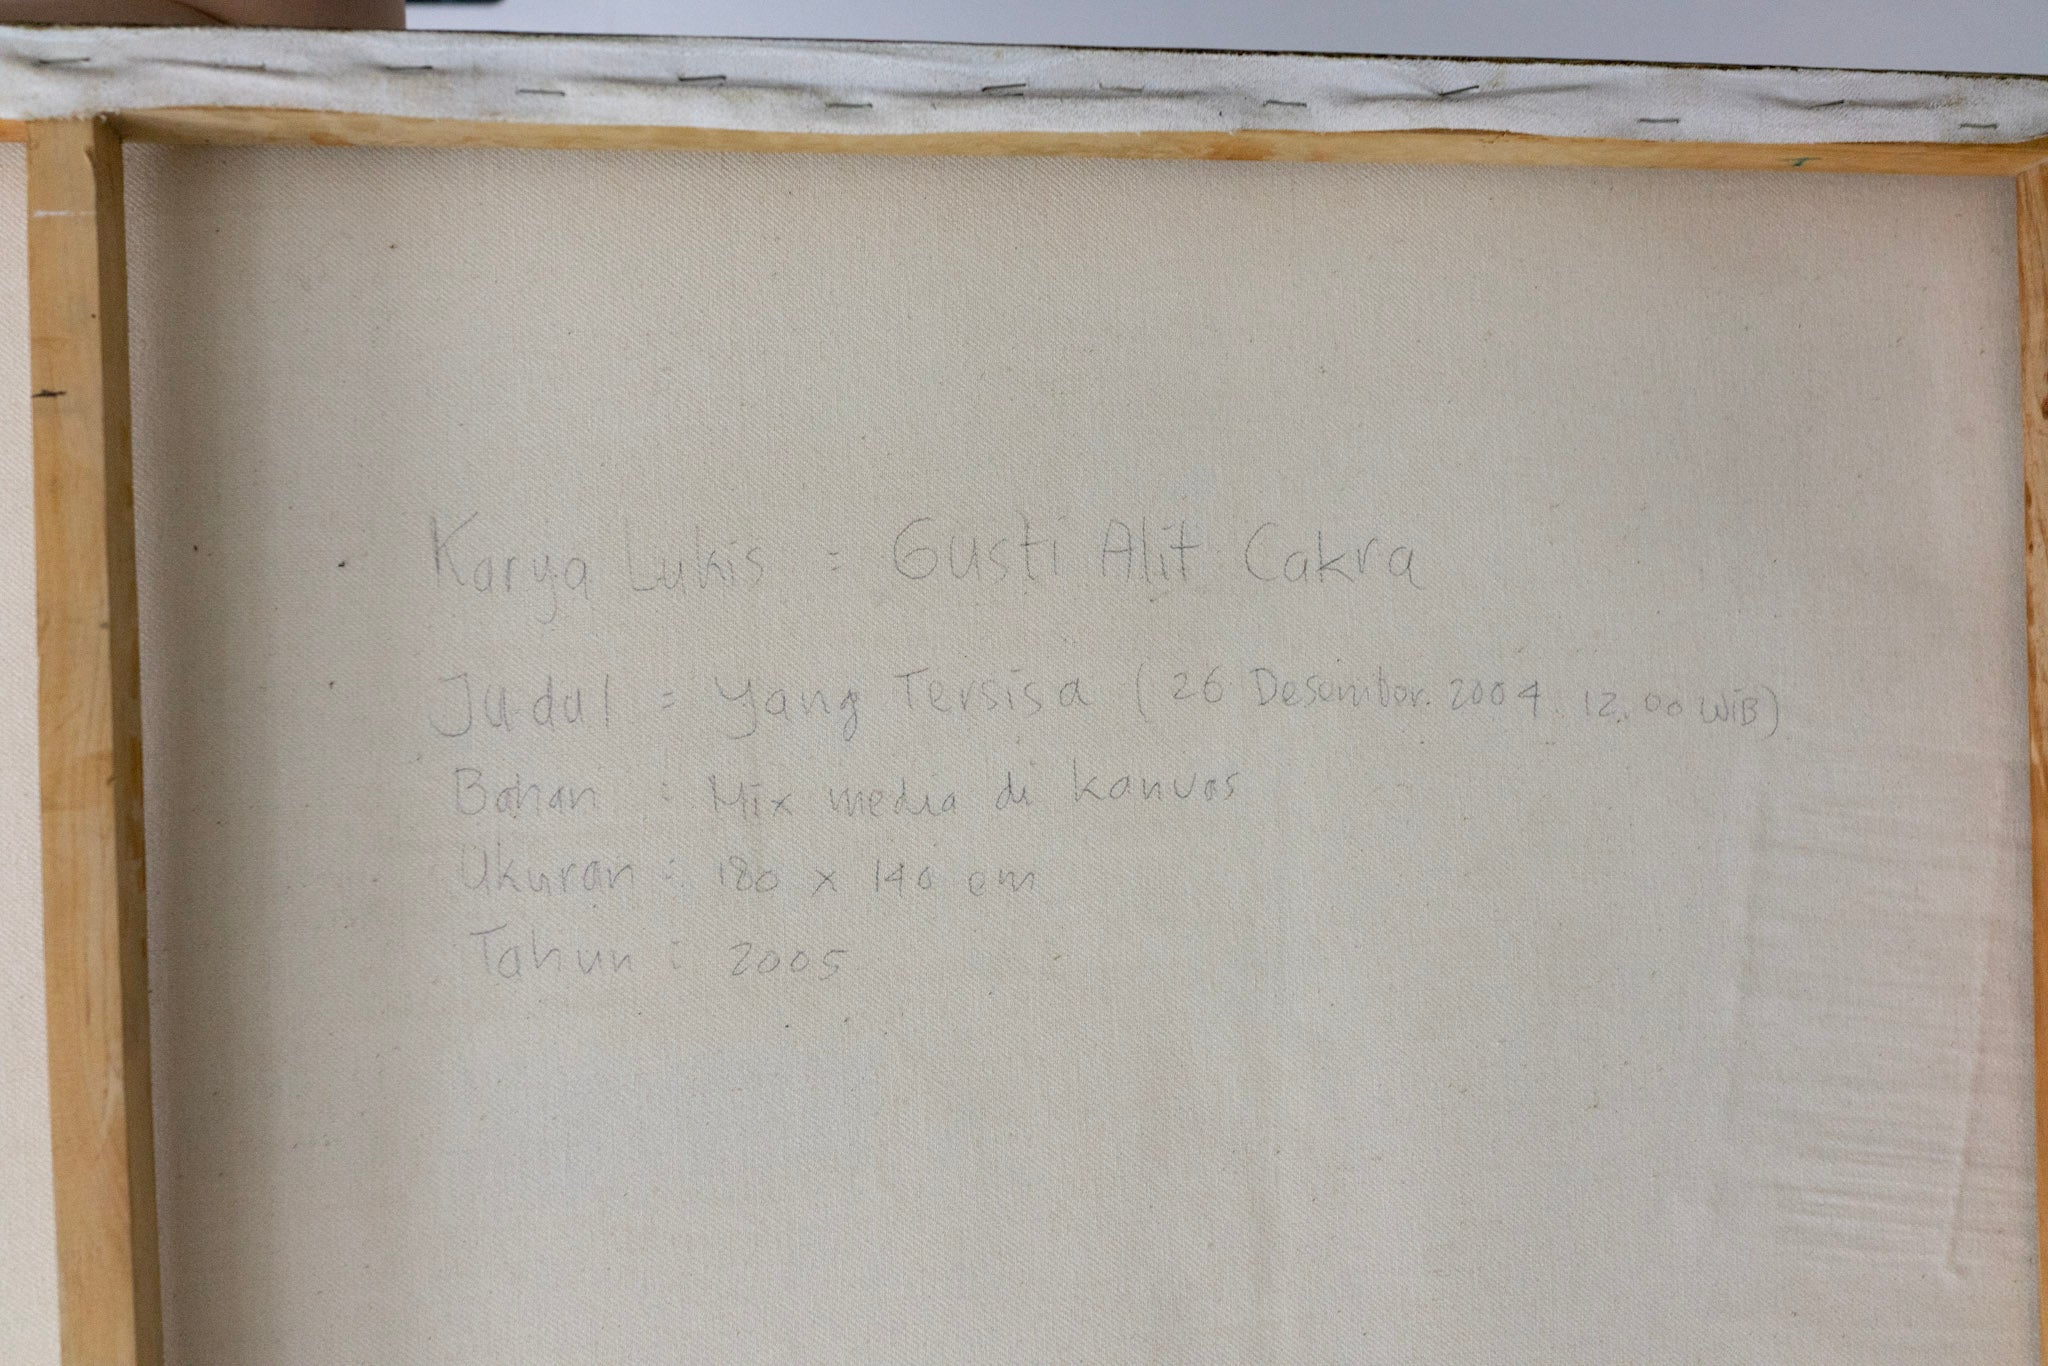 Karya Lukis = Gusti Alit Cakra
Judul = Yang Tersisa (26 Desember. 2004. 12.00 WIB)
Bahan : Mix media di kanvas
Ukuran : 180 x 140 cm
Tahun : 2005